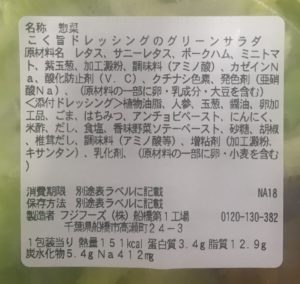 名称 惣菜
こく旨ドレッシングのグリーンサラダ
原材料名 レタス、サニーレタス、ポークハム、ミニトマ
ト、紫玉葱、加工澱粉、調味料(アミノ酸)、カゼインN
a、酸化防止剤(V.C)、クチナシ色素、発色剤(亜硝
酸Na)、(原材料の一部に卵・乳成分・大豆を含む)
<添付ドレッシング>植物油脂、人参、玉葱、醤油、卵加
工品、ごま、はちみつ、アンチョビペースト、にんにく、
米酢、だし、食塩、香味野菜ソテーペースト、砂糖、胡椒
、椎茸だし、調味料(アミノ酸等)、増粘剤(加工澱粉、
キサンタン)、乳化剤、(原材料の一部に卵・小麦を含む
)
消費期限 別途表ラベルに記載 NA18
保存方法 別途表ラベルに記載
製造者 フジフーズ(株)船橋第1工場 0120-130-382
千葉県船橋市高瀬町24-3
1包装当り 熱量151kcal 蛋白質3.4g 脂質12.9g
炭水化物5.4g Na412mg